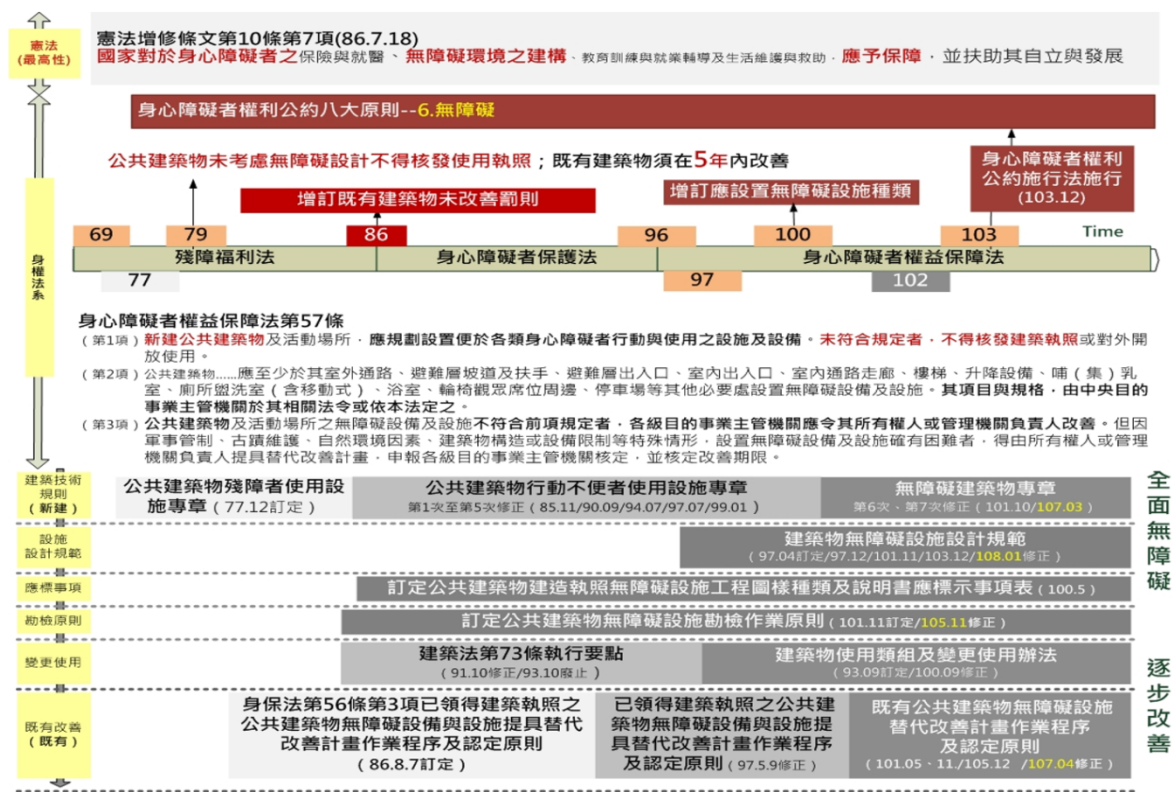 憲法
(最高性)
憲法增修條文第10條第7項(86.7.18)
國家對於身心障礙者之保險與就醫、無障礙環境之建構、教育訓練與就業輔導及生活維護與救助，應予保障，並扶助其自立與發展
身心障礙者權利公約八大原則--6.無障礙
公共建築物未考慮無障礙設計不得核發使用執照；既有建築物須在5年內改善
身心障礙者權利
公約施行法施行
(103.12)
增訂既有建築物未改善罰則
增訂應設置無障礙設施種類
69
79
86
96
100
103
Time
殘障福利法
身心障礙者保護法
身心障礙者權益保障法
77
97
102
身權法系
身心障礙者權益保障法第57條
(第1項) 新建公共建築物及活動場所，應規劃設置便於各類身心障礙者行動與使用之設施及設備。未符合規定者，不得核發建築執照或對外開
放使用。
(第2項) 公共建築物......應至少於其室外通路、避難層坡道及扶手、避難層出入口、室內出入口、室內通路走廊、樓梯、升降設備、哺（集）乳
室、廁所盥洗室（含移動式）、浴室、輪椅觀眾席位周邊、停車場等其他必要處設置無障礙設備及設施。其項目與規格，由中央目的
事業主管機關於其相關法令或依本法定之。
(第3項) 公共建築物及活動場所之無障礙設備及設施不符合前項規定者，各級目的事業主管機關應令其所有權人或管理機關負責人改善。但因
軍事管制、古蹟維護、自然環境因素、建築物構造或設備限制等特殊情形，設置無障礙設備及設施確有困難者，得由所有權人或管理
機關負責人提具替代改善計畫，申報各級目的事業主管機關核定，並核定改善期限。
建築技術
規則
(新建)
公共建築物殘障者使用設
施專章（77.12訂定）
公共建築物行動不便者使用設施專章
第1次至第5次修正（85.11/90.09/94.07/97.07/99.01）
無障礙建築物專章
第6次、第7次修正（101.10/107.03）
全面無障礙
設施
設計規範
建築物無障礙設施設計規範
（97.04訂定/97.12/101.11/103.12/108.01修正）
應標事項
訂定公共建築物建造執照無障礙設施工程圖樣種類及說明書應標示事項表（100.5）
勘檢原則
訂定公共建築物無障礙設施勘檢作業原則（101.11訂定/105.11修正）
變更使用
建築法第73條執行要點
（91.10修正/93.10廢止）
建築物使用類組及變更使用辦法
（93.09訂定/100.09修正）
逐步改善
既有改善
(既有)
身保法第56條第3項已領得建築執照之
公共建築物無障礙設備與設施提具替代
改善計畫作業程序及認定原則
（86.8.7訂定）
已領得建築執照之公共建
築物無障礙設備與設施提
具替代改善計畫作業程序
及認定原則（97.5.9修正）
既有公共建築物無障礙設施
替代改善計畫作業程序
及認定原則
（101.05、11./105.12 /107.04修正）